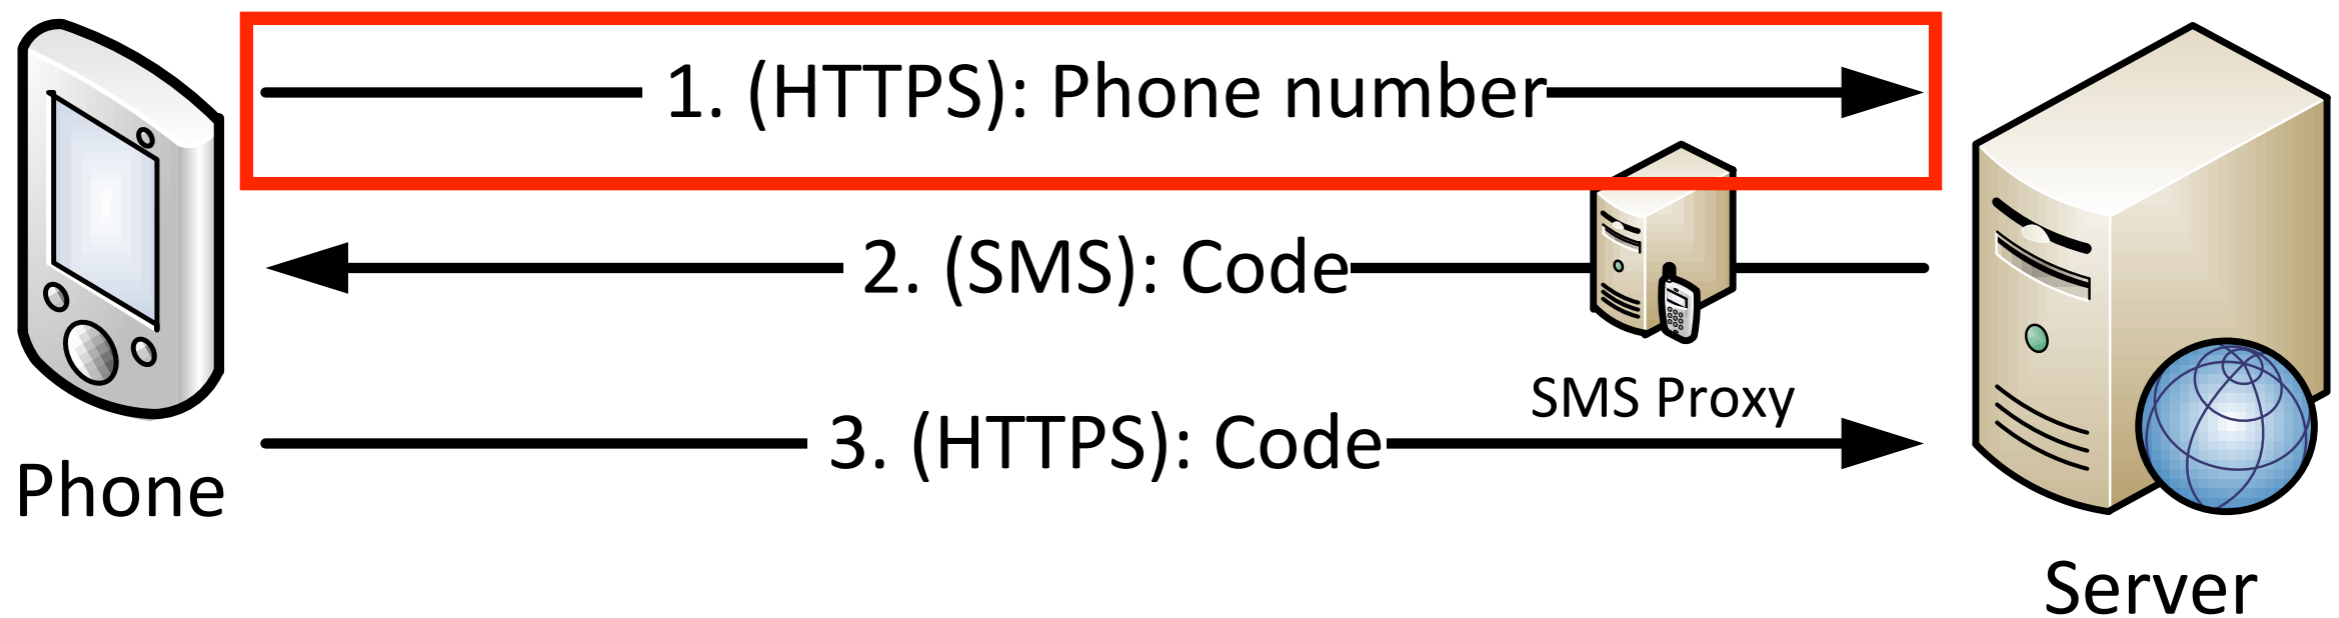 1. (HTTPS): Phone number
2. (SMS): Code
SMS Proxy
3. (HTTPS): Code
Phone
Server